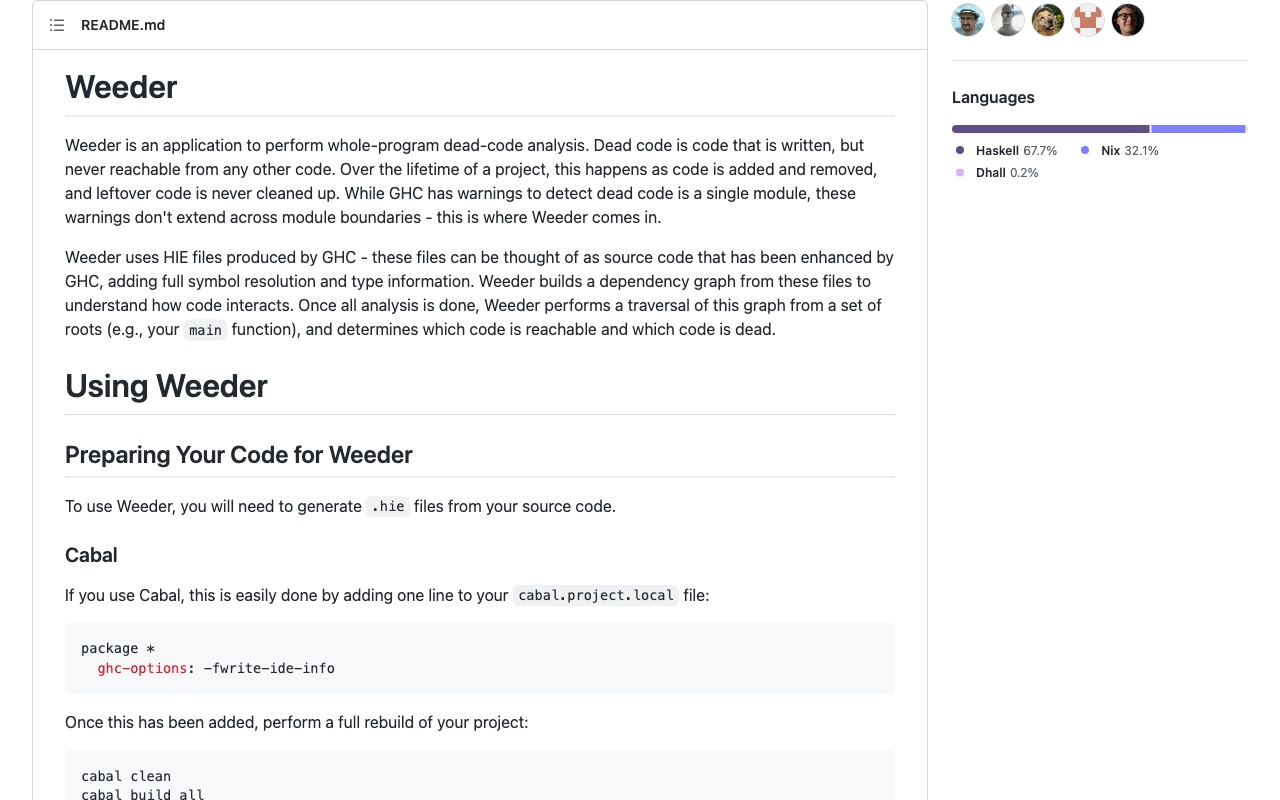 README.md
Weeder
Weeder is an application to perform whole-program dead-code analysis. Dead code is code that is written, but
never reachable from any other code. Over the lifetime of a project, this happens as code is added and removed,
and leftover code is never cleaned up. While GHC has warnings to detect dead code is a single module, these
warnings don't extend across module boundaries - this is where Weeder comes in.
Weeder uses HIE files produced by GHC - these files can be thought of as source code that has been enhanced by
GHC, adding full symbol resolution and type information. Weeder builds a dependency graph from these files to
understand how code interacts. Once all analysis is done, Weeder performs a traversal of this graph from a set of
roots (e.g., your main function), and determines which code is reachable and which code is dead.
Using Weeder
Preparing Your Code for Weeder
To use Weeder, you will need to generate .hie files from your source code.
Cabal
If you use Cabal, this is easily done by adding one line to your cabal.project.local file:
package *
  ghc-options: -fwrite-ide-info
Once this has been added, perform a full rebuild of your project:
cabal clean
cabal build all
Languages
Haskell 67.7%
Nix 32.1%
Dhall 0.2%